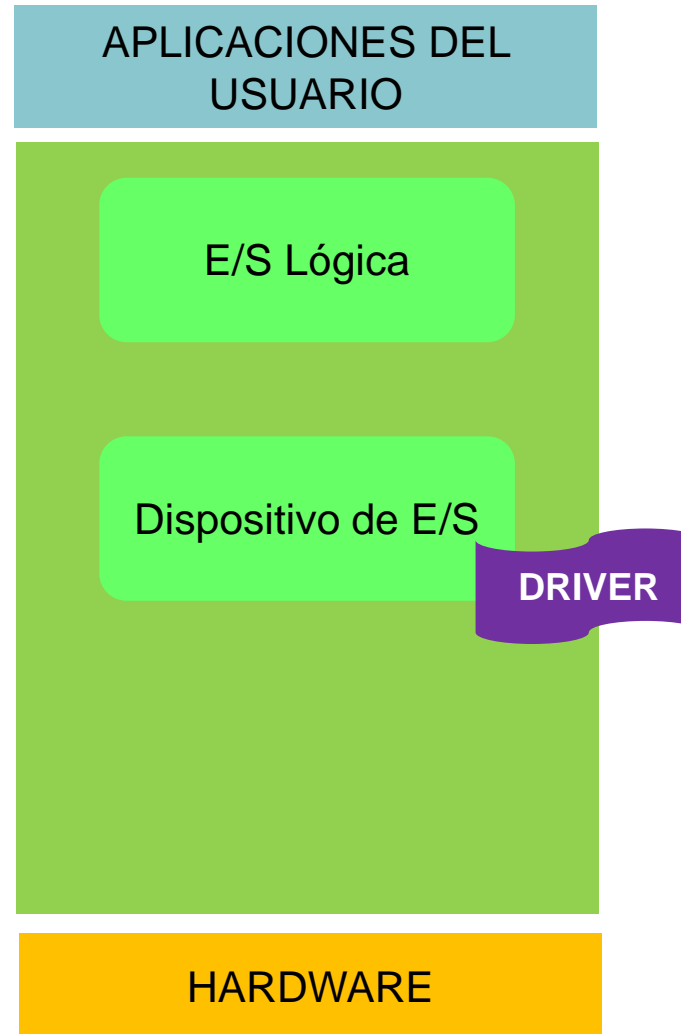 APLICACIONES DEL
USUARIO
E/S Lógica
Dispositivo de E/S
DRIVER
HARDWARE